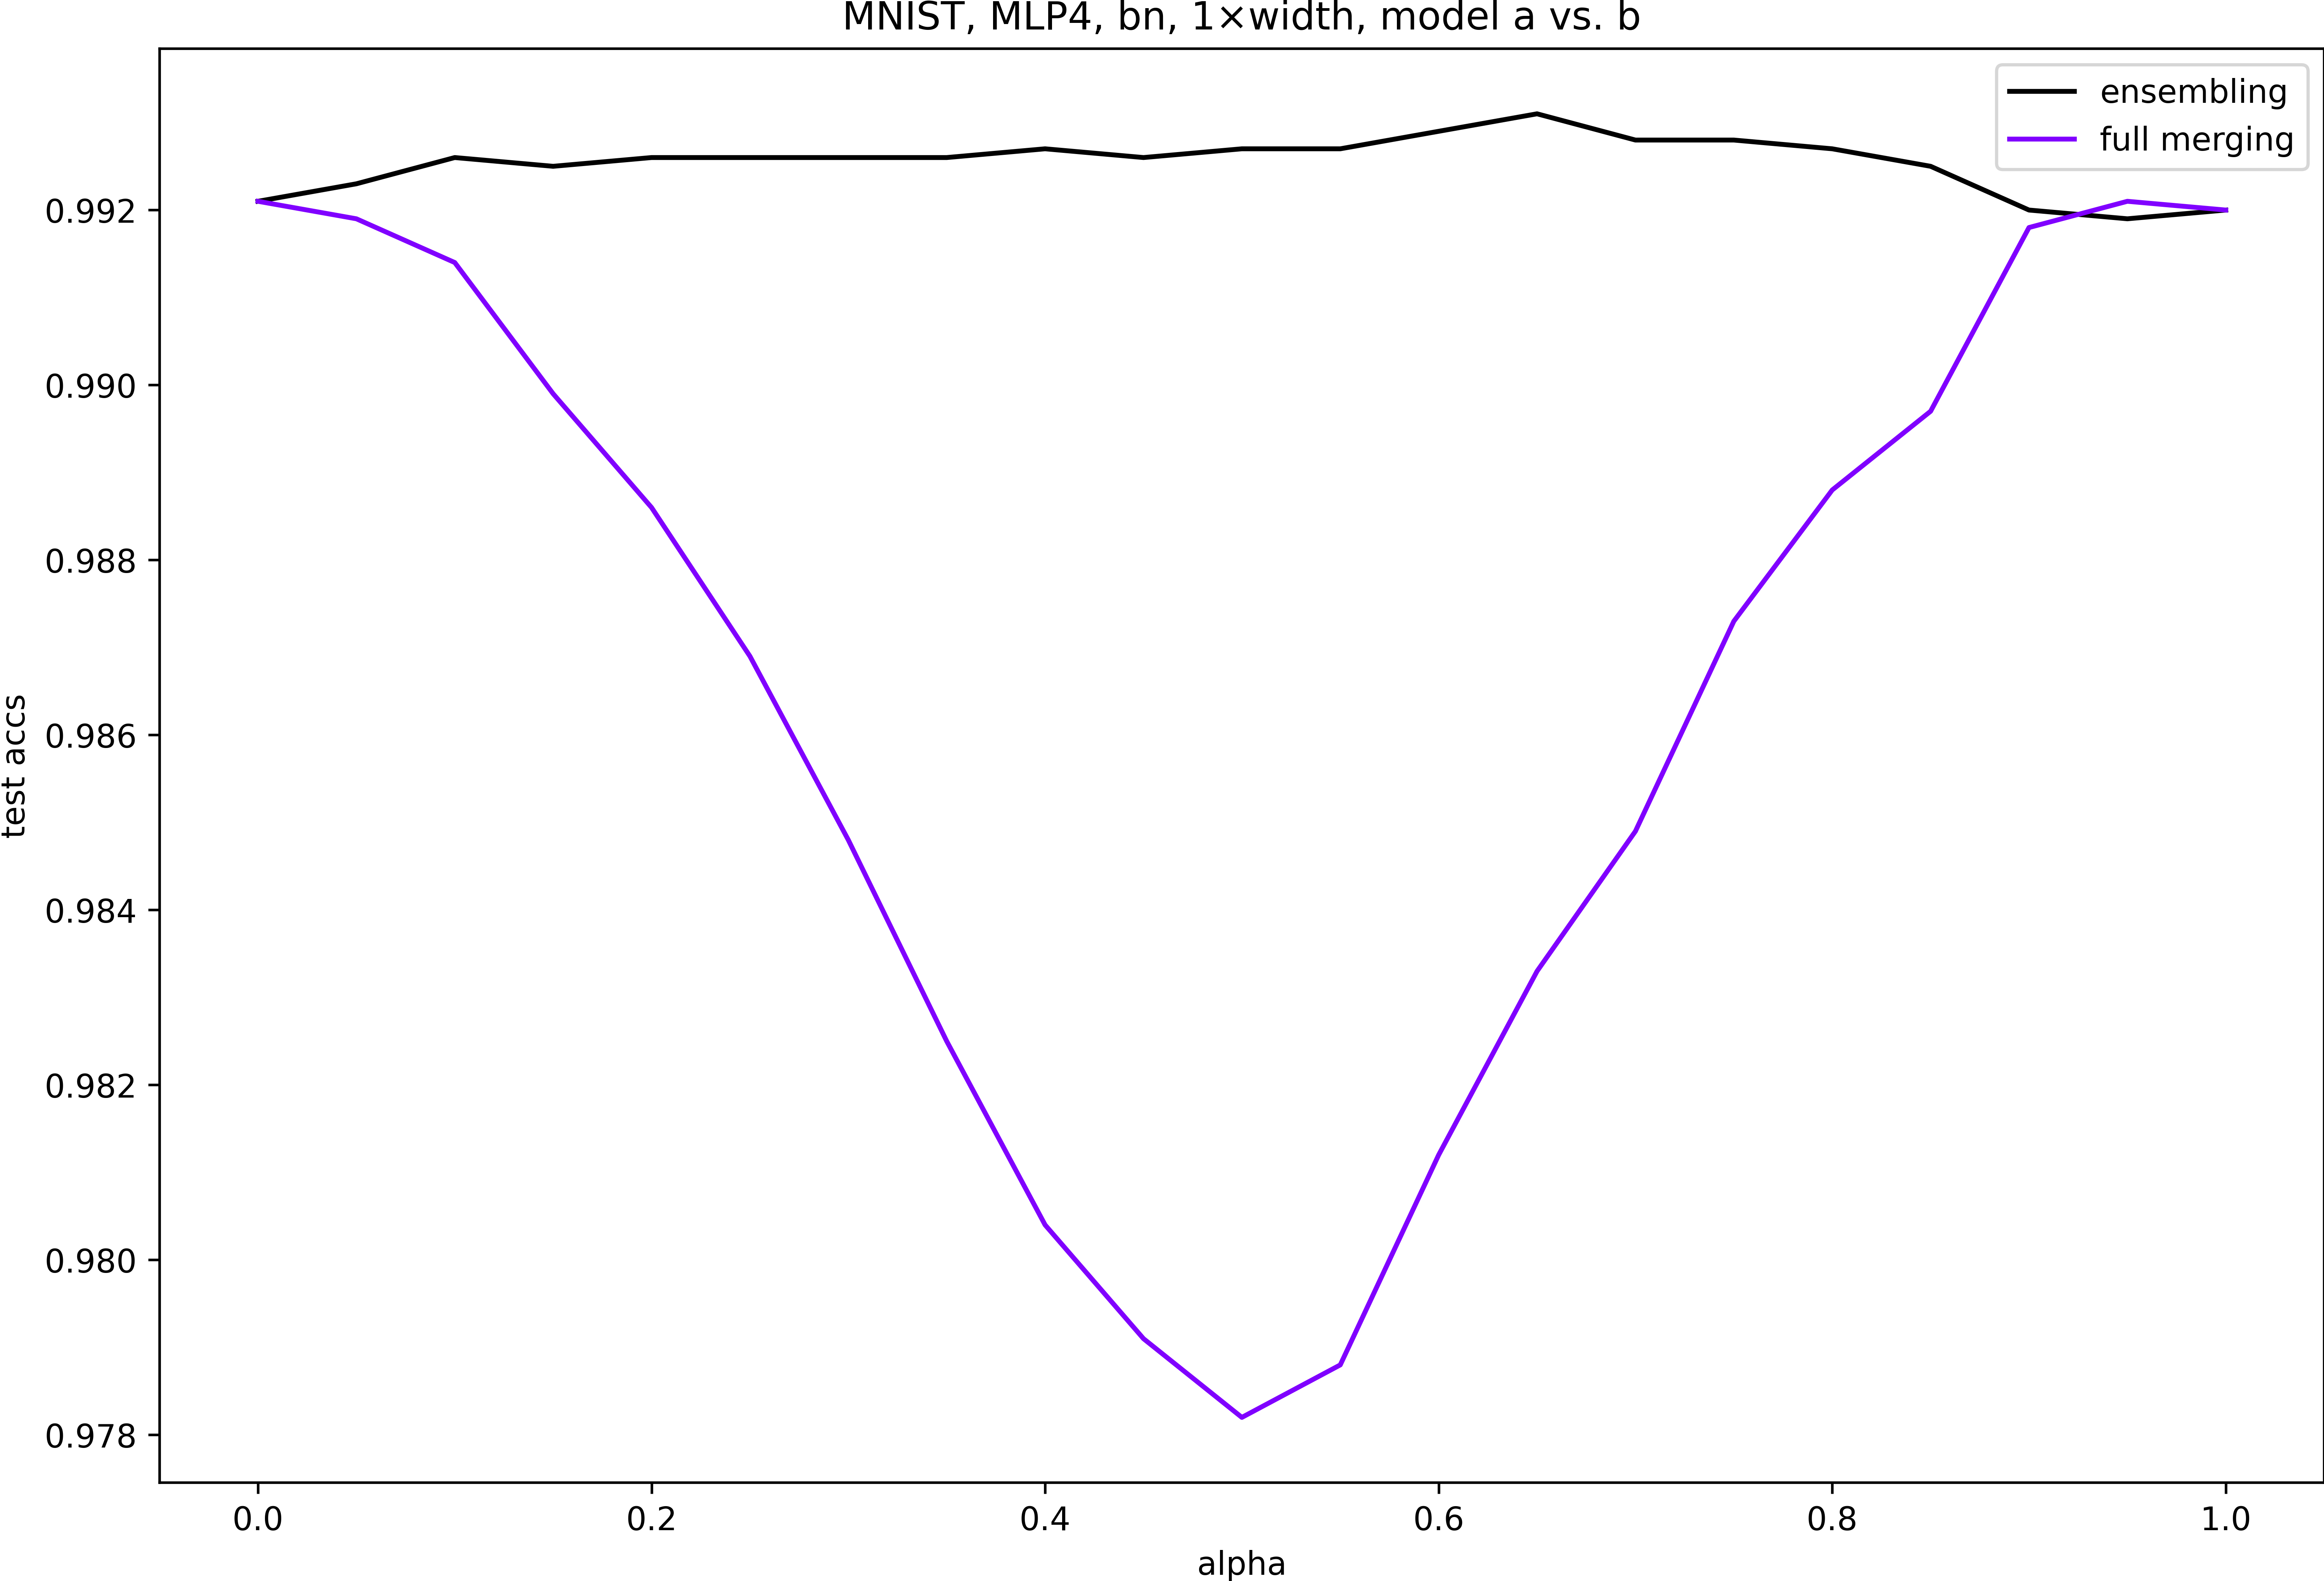 MNIST, MLP4, bn, 1×width, model a vs. b
ensembling
full merging
0.992
0.990
0.988
0.986
0.984
0.982
0.980
0.978
test accs
0.0 0.2 0.4 0.6 0.8 1.0
alpha